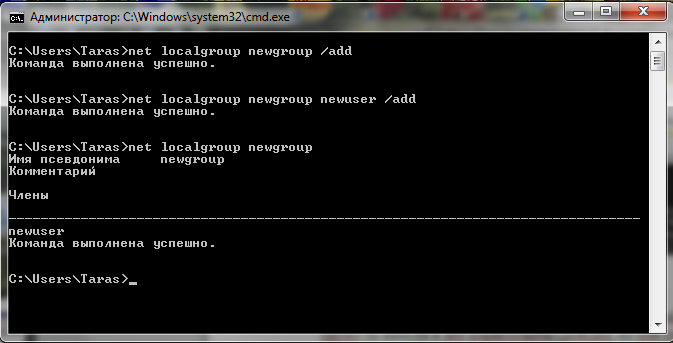 Администратор: C:\Windows\system32\cmd.exe
C:\Users\Taras>net localgroup newgroup /add
Команда выполнена успешно.
C:\Users\Taras>net localgroup newgroup newuser /add
Команда выполнена успешно.
C:\Users\Taras>net localgroup newgroup
Имя псевдонима     newgroup
Комментарий
Члены
-------------------------------------------------------------------------------
newuser
Команда выполнена успешно.
C:\Users\Taras>_